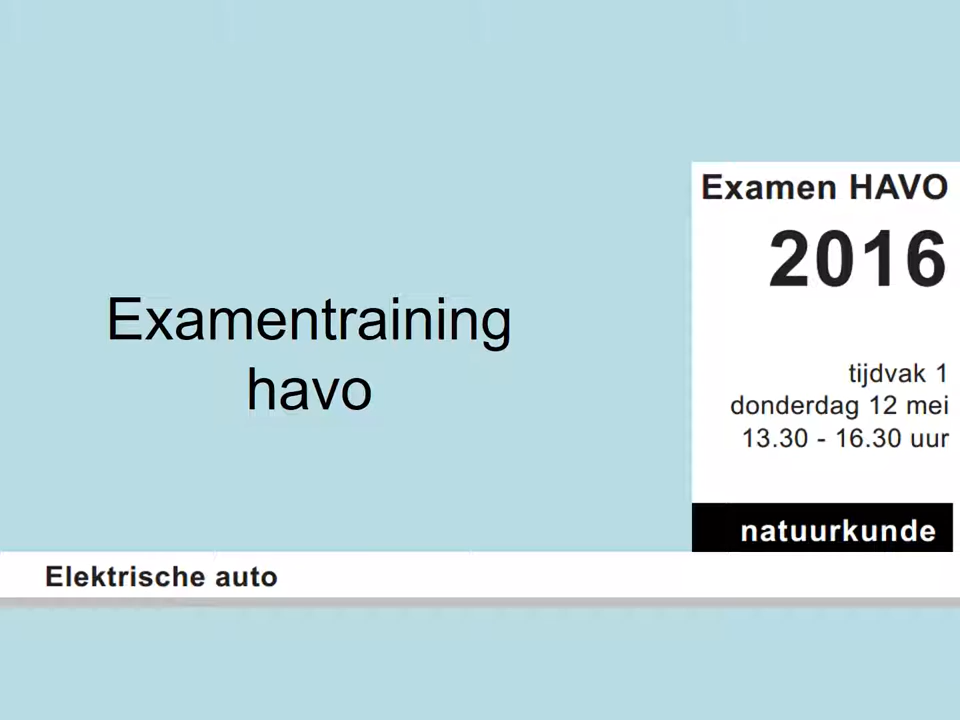 Examen HAVO
2016
Examentraining
havo
tijdvak 1
donderdag 12 mei
13.30 - 16.30 uur
natuurkunde
Elektrische auto